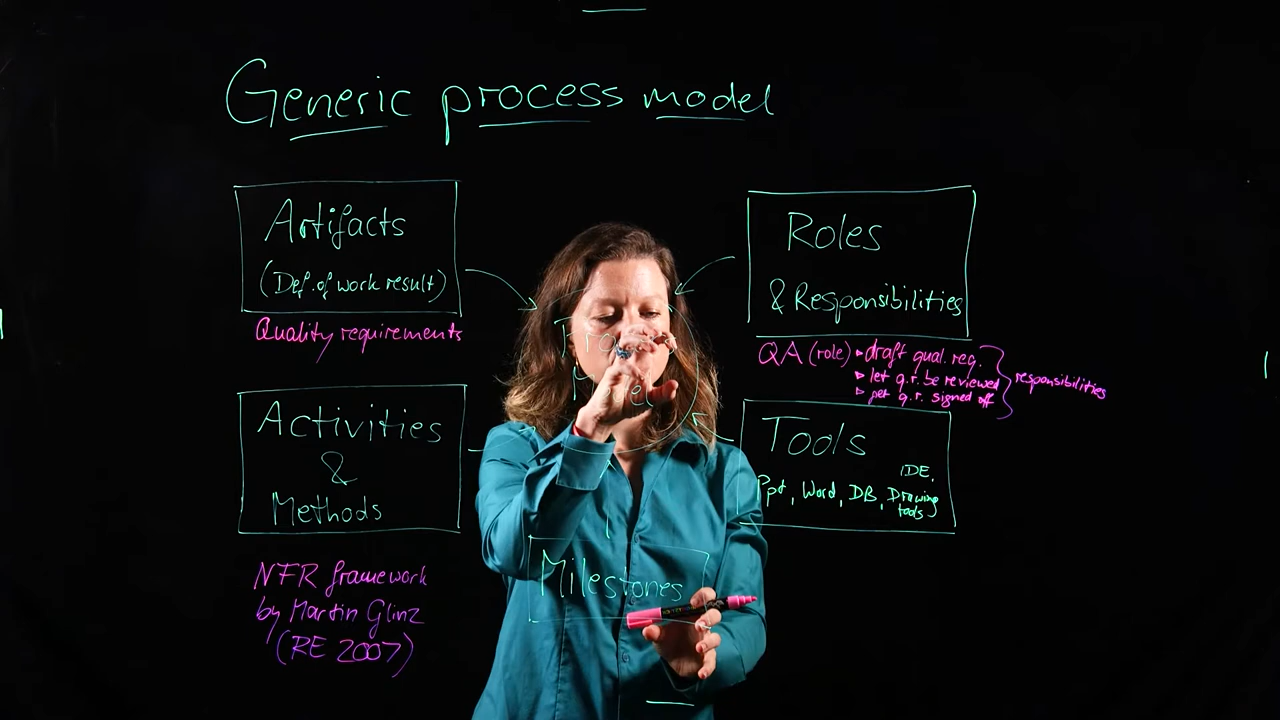 Generic process model
Artifacts
(Def. of work result)
Quality requirements
Activities
&
Methods
NFR framework
by Martin Glinz
(RE 2007)
Milestones
Roles
& Responsibilities
QA (role) ▹ draft qual. req.
▹ let q.r. be reviewed
▹ get q.r. signed off
responsibilities
Tools
IDE,
Ppt, Word, DB, Drawing
tools